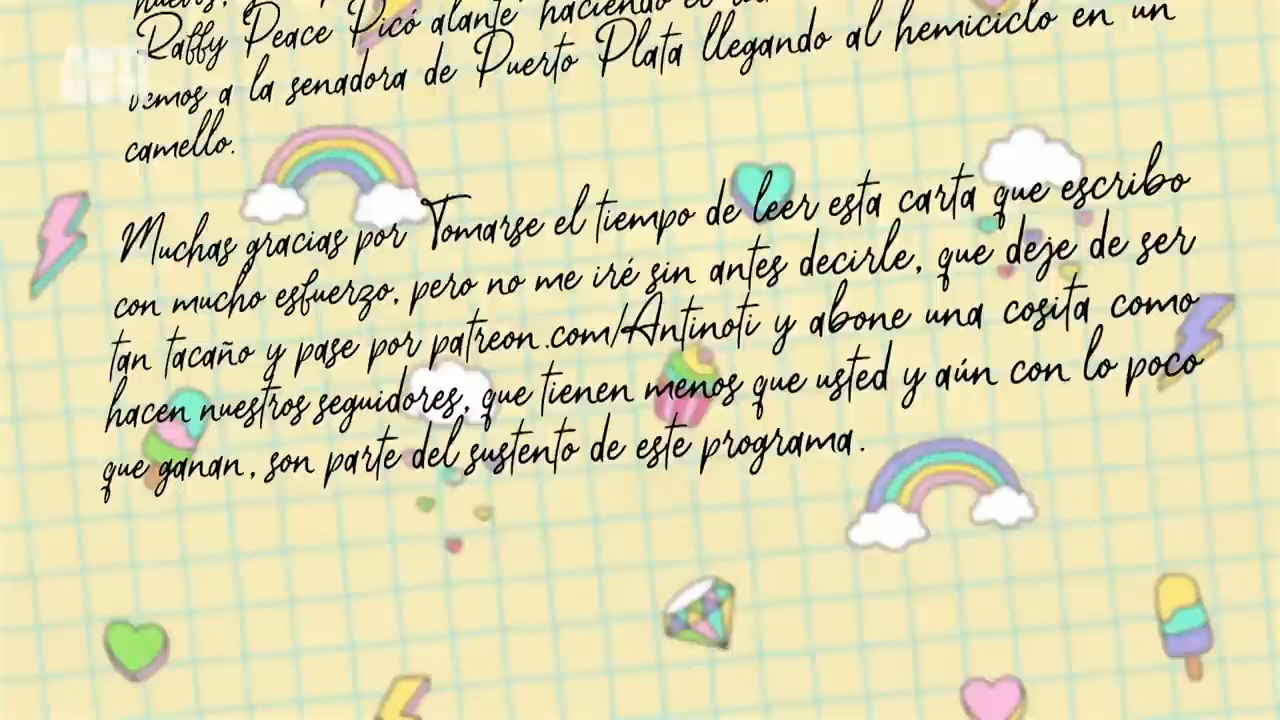 Raffy Peace Picó alante haciendo
vemos a la senadora de Puerto Plata llegando al hemiciclo en un
camello.
Muchas gracias por Tomarse el tiempo de leer esta carta que escribo
con mucho esfuerzo, pero no me iré sin antes decirle, que deje de ser
tan tacaño y pase por patreon.com/Antinoti y abone una cosita como
hacen nuestros seguidores, que tienen menos que usted y aún con lo poco
que ganan, son parte del sustento de este programa.